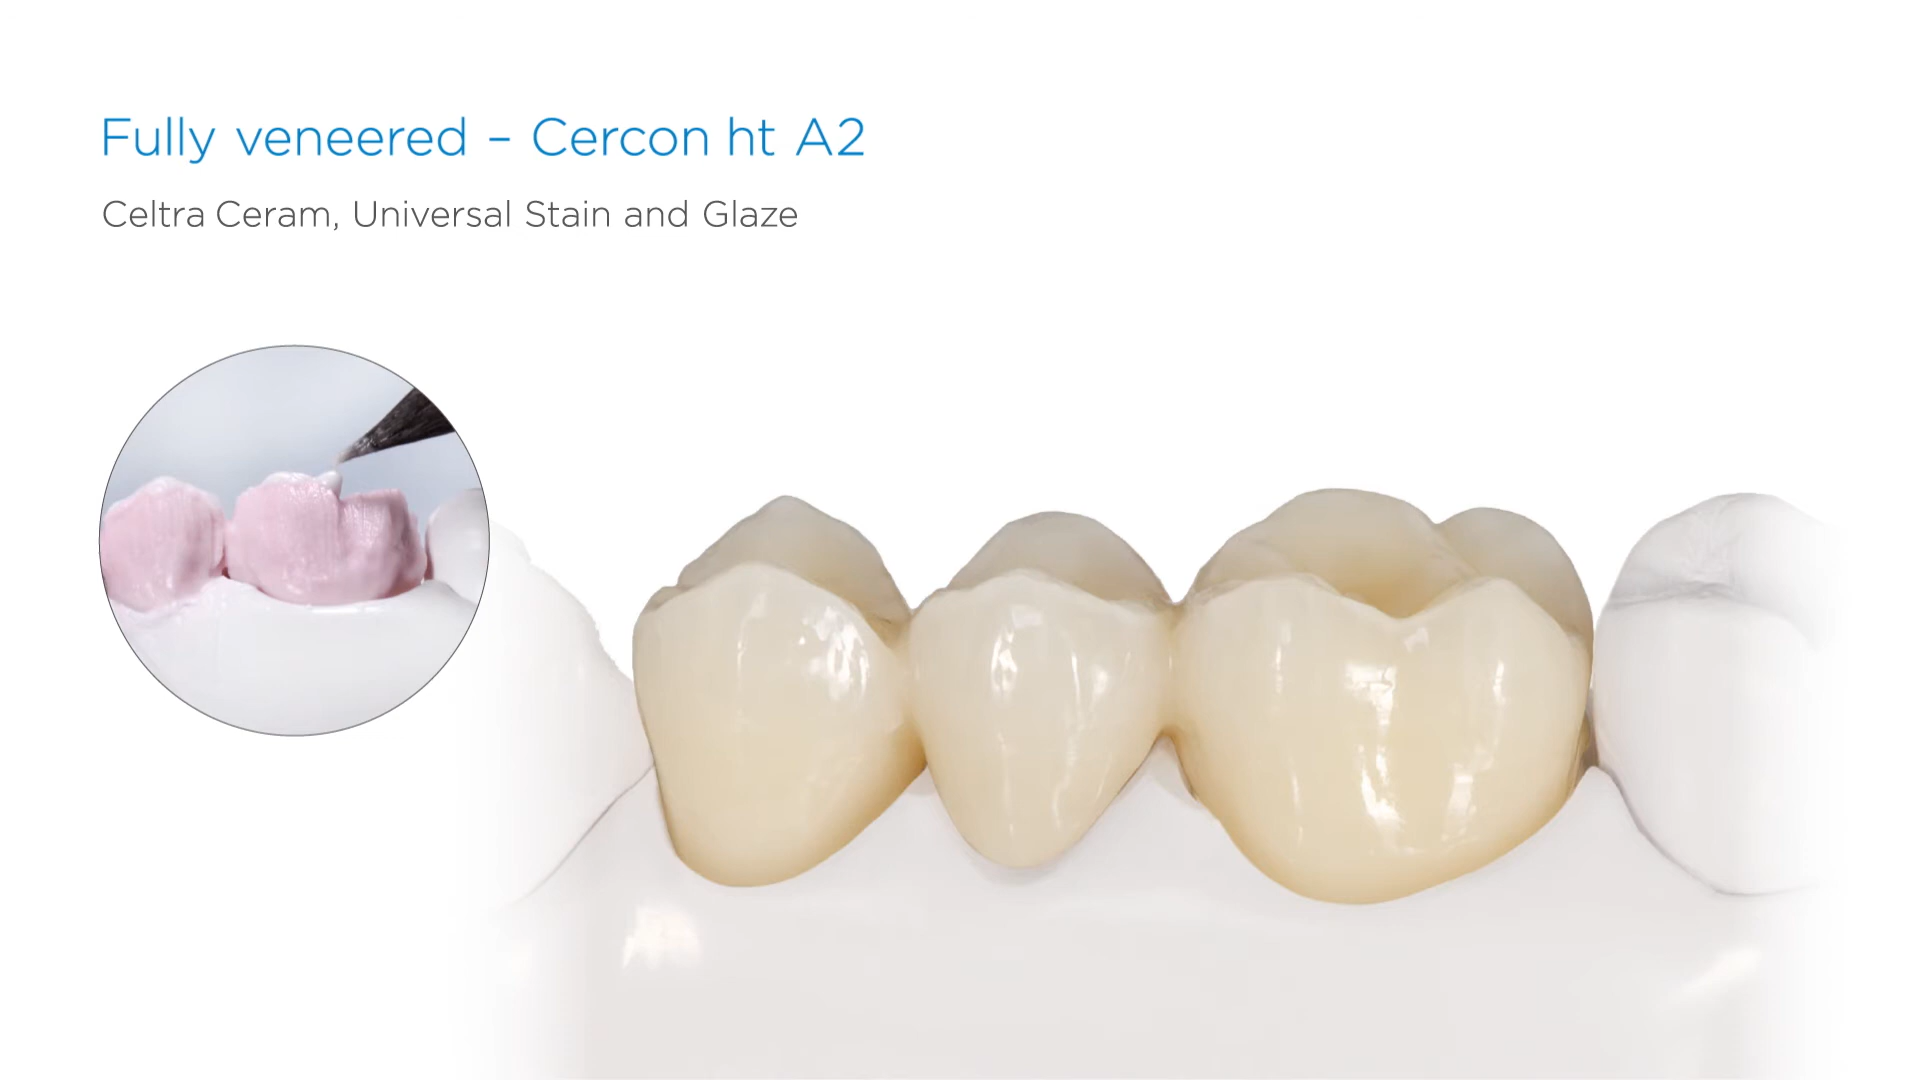 Fully veneered – Cercon ht A2
Celtra Ceram, Universal Stain and Glaze